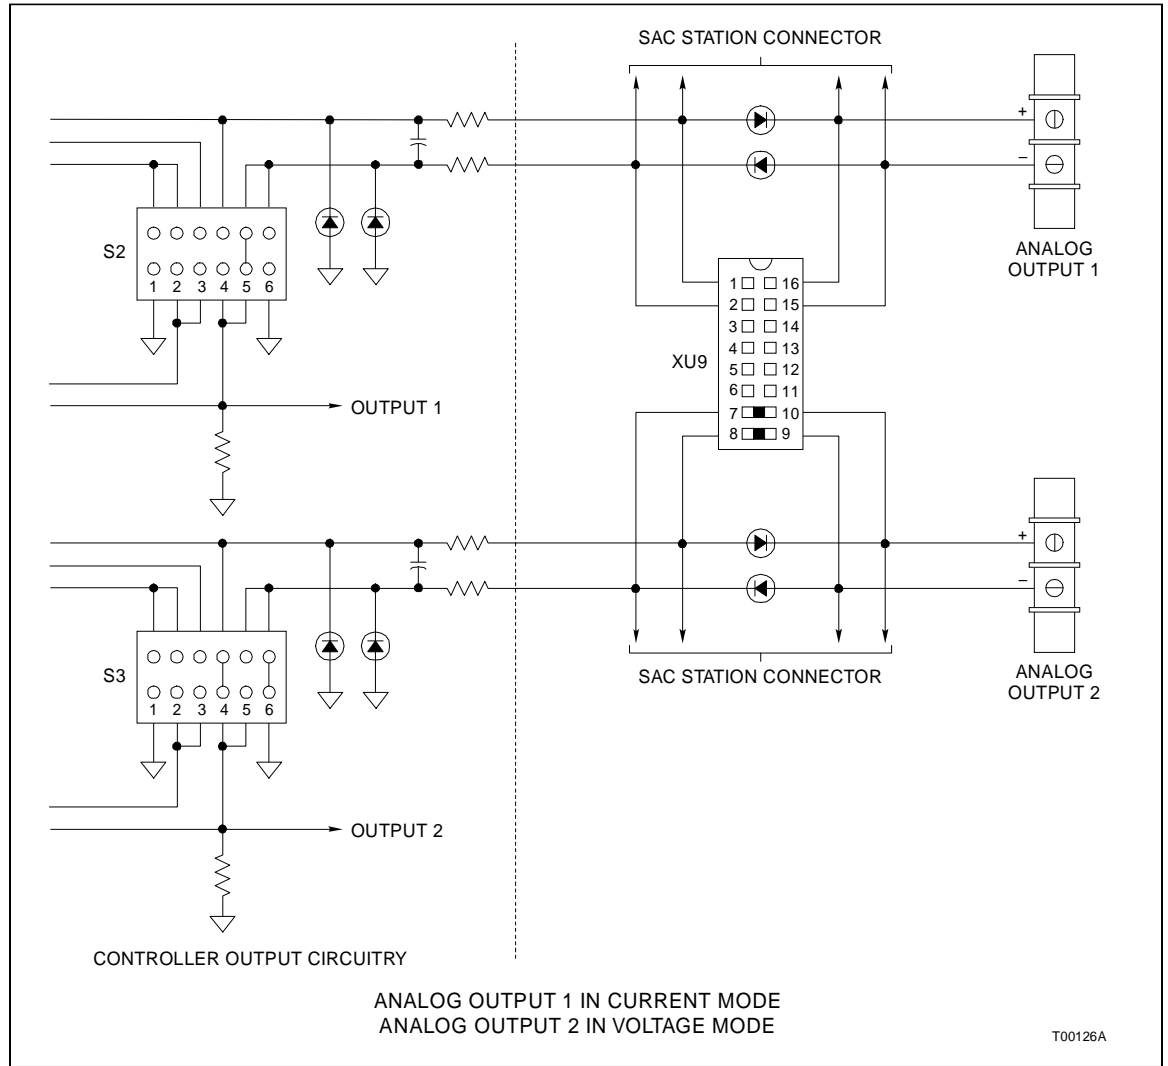 SAC STATION CONNECTOR
+
−
ANALOG
OUTPUT 1
S2
1 2 3 4 5 6
1 16
2 15
3 14
4 13
XU9
5 12
6 11
7 10
8 9
OUTPUT 1
+
−
S3
1 2 3 4 5 6
SAC STATION CONNECTOR
ANALOG
OUTPUT 2
OUTPUT 2
CONTROLLER OUTPUT CIRCUITRY
ANALOG OUTPUT 1 IN CURRENT MODE
ANALOG OUTPUT 2 IN VOLTAGE MODE
T00126A